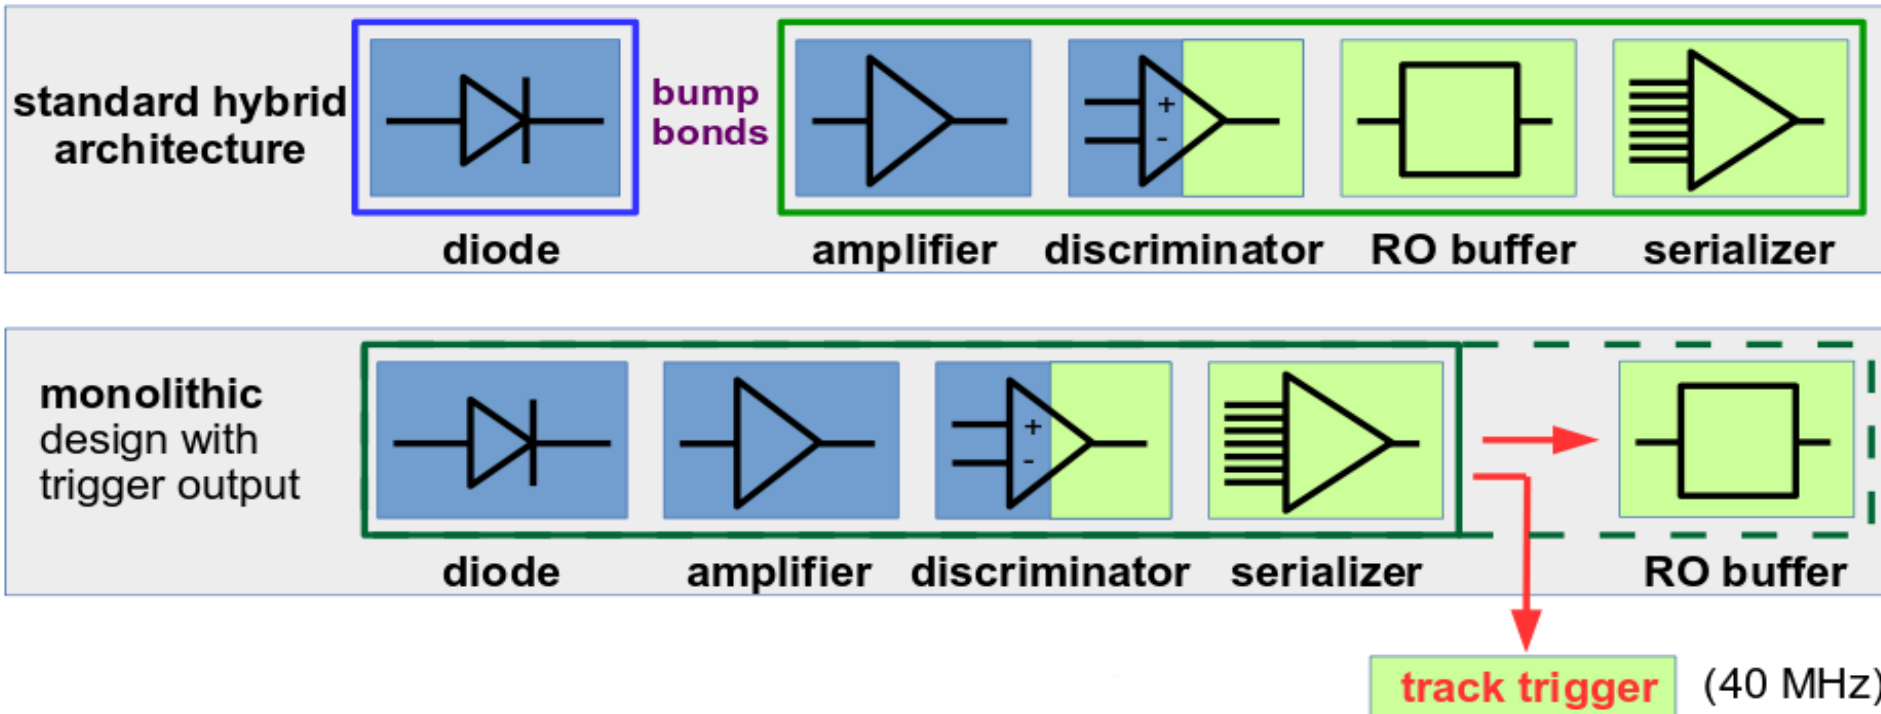 standard hybrid
architecture
bump
bonds
+
-
diode
amplifier
discriminator
RO buffer
serializer
monolithic
design with
trigger output
+
-
diode
amplifier
discriminator
serializer
RO buffer
track trigger
(40 MHz)